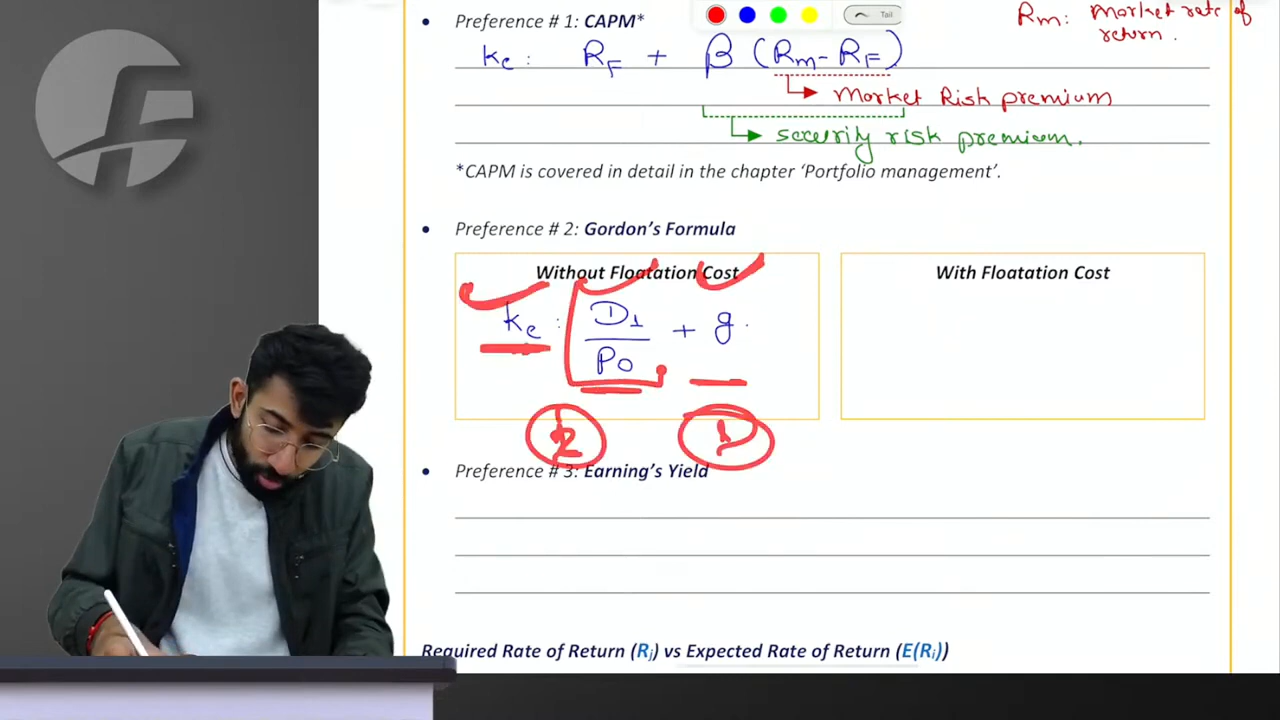 • Preference # 1: CAPM*
Tail
Rm: Market rate of
return.
ke: RF + β (Rm - RF)
Market Risk premium
security risk premium.
*CAPM is covered in detail in the chapter ‘Portfolio management’.
• Preference # 2: Gordon’s Formula
Without Floatation Cost
ke: D1/P0 + g.
2
1
With Floatation Cost
• Preference # 3: Earning’s Yield
Required Rate of Return (Rj) vs Expected Rate of Return (E(Ri))